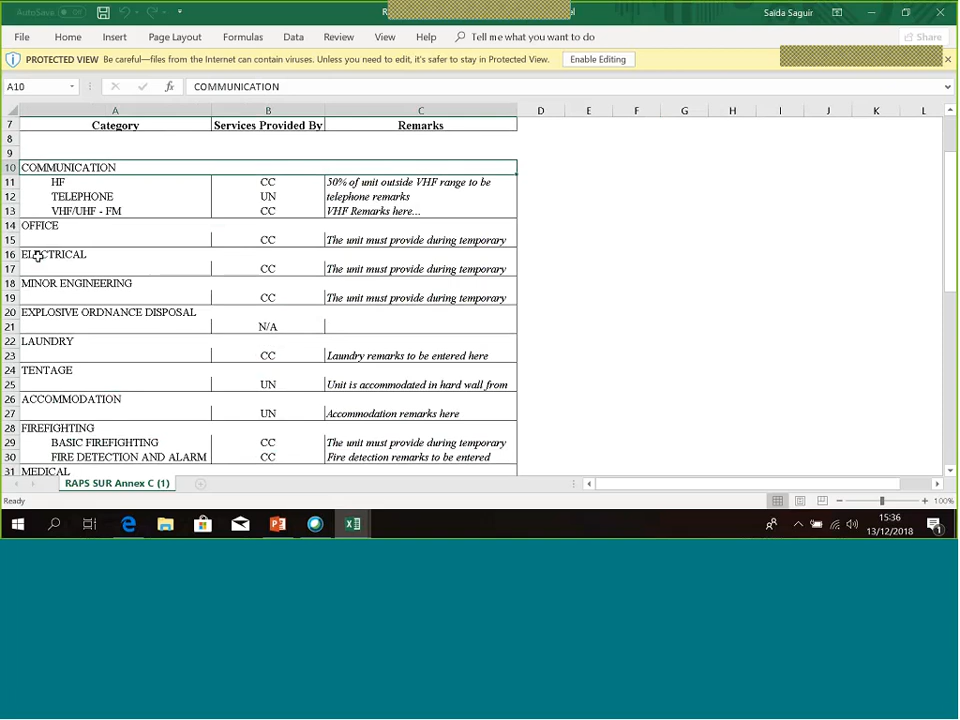 AutoSave Off Saïda Saguir
File Home Insert Page Layout Formulas Data Review View Help Tell me what you want to do Share
PROTECTED VIEW Be careful—files from the Internet can contain viruses. Unless you need to edit, it's safer to stay in Protected View. Enable Editing
A10 fx COMMUNICATION
A B C D E F G H I J K L
7 Category Services Provided By Remarks
8
9
10 COMMUNICATION
11 HF CC 50% of unit outside VHF range to be
12 TELEPHONE UN telephone remarks
13 VHF/UHF - FM CC VHF Remarks here...
14 OFFICE
15 CC The unit must provide during temporary
16 ELECTRICAL
17 CC The unit must provide during temporary
18 MINOR ENGINEERING
19 CC The unit must provide during temporary
20 EXPLOSIVE ORDNANCE DISPOSAL
21 N/A
22 LAUNDRY
23 CC Laundry remarks to be entered here
24 TENTAGE
25 UN Unit is accommodated in hard wall from
26 ACCOMMODATION
27 UN Accommodation remarks here
28 FIREFIGHTING
29 BASIC FIREFIGHTING CC The unit must provide during temporary
30 FIRE DETECTION AND ALARM CC Fire detection remarks to be entered
31 MEDICAL
RAPS SUR Annex C (1)
Ready 100%
15:36
13/12/2018
1